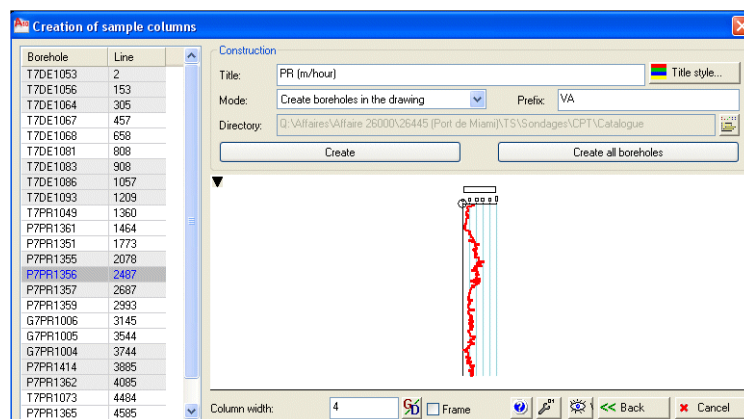 Creation of sample columns
Borehole Line
T7DE1053 2
T7DE1056 153
T7DE1064 305
T7DE1067 457
T7DE1068 658
T7DE1081 808
T7DE1083 908
T7DE1086 1057
T7DE1093 1209
T7PR1049 1360
P7PR1361 1464
P7PR1351 1773
P7PR1355 2078
P7PR1356 2487
P7PR1357 2687
P7PR1359 2993
G7PR1006 3145
G7PR1005 3544
G7PR1004 3744
P7PR1414 3885
P7PR1362 4085
T7PR1073 4484
P7PR1365 4585
Construction
Title: PR (m/hour) Title style...
Mode: Create boreholes in the drawing Prefix: VA
Directory: Q:\Affaires\Affaire 26000\26445 (Port de Miami)\TS\Sondages\CPT\Catalogue
Create Create all boreholes
Column width: 4 Frame << Back Cancel